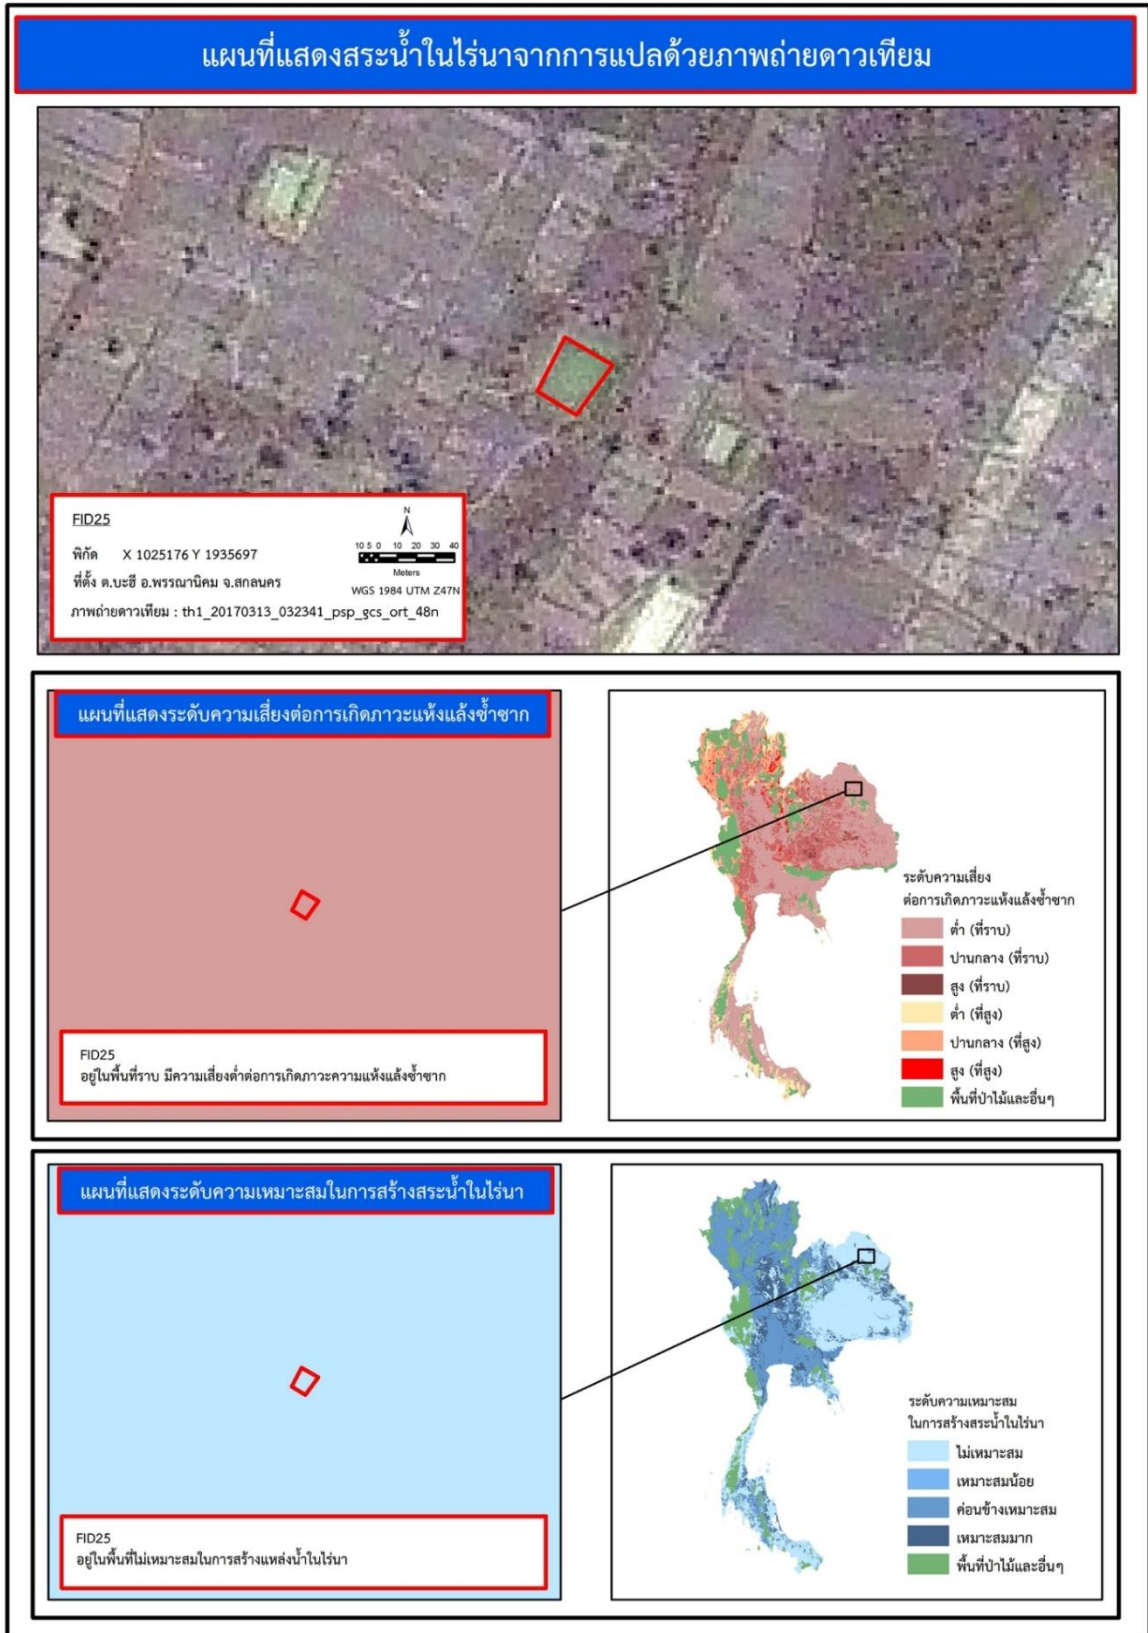 แผนที่แสดงสระน้ำในไร่นาจากการแปลด้วยภาพถ่ายดาวเทียม
FID25
พิกัด X 1025176 Y 1935697
ที่ตั้ง ต.บะฮี อ.พรรณานิคม จ.สกลนคร
ภาพถ่ายดาวเทียม : th1_20170313_032341_psp_gcs_ort_48n
N
10 5 0 10 20 30 40
Meters
WGS 1984 UTM Z47N
แผนที่แสดงระดับความเสี่ยงต่อการเกิดภาวะแห้งแล้งซ้ำซาก
FID25
อยู่ในพื้นที่ราบ มีความเสี่ยงต่ำต่อการเกิดภาวะความแห้งแล้งซ้ำซาก
ระดับความเสี่ยง
ต่อการเกิดภาวะแห้งแล้งซ้ำซาก
ต่ำ (ที่ราบ)
ปานกลาง (ที่ราบ)
สูง (ที่ราบ)
ต่ำ (ที่สูง)
ปานกลาง (ที่สูง)
สูง (ที่สูง)
พื้นที่ป่าไม้และอื่นๆ
แผนที่แสดงระดับความเหมาะสมในการสร้างสระน้ำในไร่นา
FID25
อยู่ในพื้นที่ไม่เหมาะสมในการสร้างแหล่งน้ำในไร่นา
ระดับความเหมาะสม
ในการสร้างสระน้ำในไร่นา
ไม่เหมาะสม
เหมาะสมน้อย
ค่อนข้างเหมาะสม
เหมาะสมมาก
พื้นที่ป่าไม้และอื่นๆ